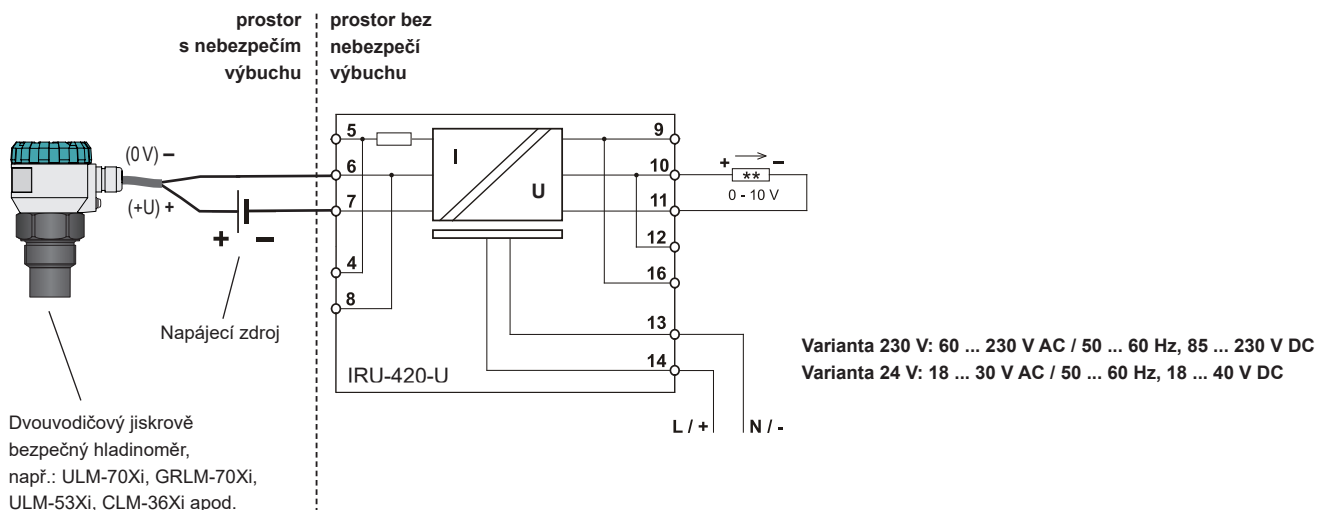 prostor
s nebezpečím
výbuchu
prostor bez
nebezpečí
výbuchu
(0 V) –
(+U) +
+ –
Napájecí zdroj
Dvouvodičový jiskrově
bezpečný hladinoměr,
např.: ULM-70Xi, GRLM-70Xi,
ULM-53Xi, CLM-36Xi apod.
5
6
7
4
8
I
U
9
10
11
12
16
13
14
IRU-420-U
+ –
**
0 - 10 V
L / +
N / -
Varianta 230 V: 60 ... 230 V AC / 50 ... 60 Hz, 85 ... 230 V DC
Varianta 24 V: 18 ... 30 V AC / 50 ... 60 Hz, 18 ... 40 V DC